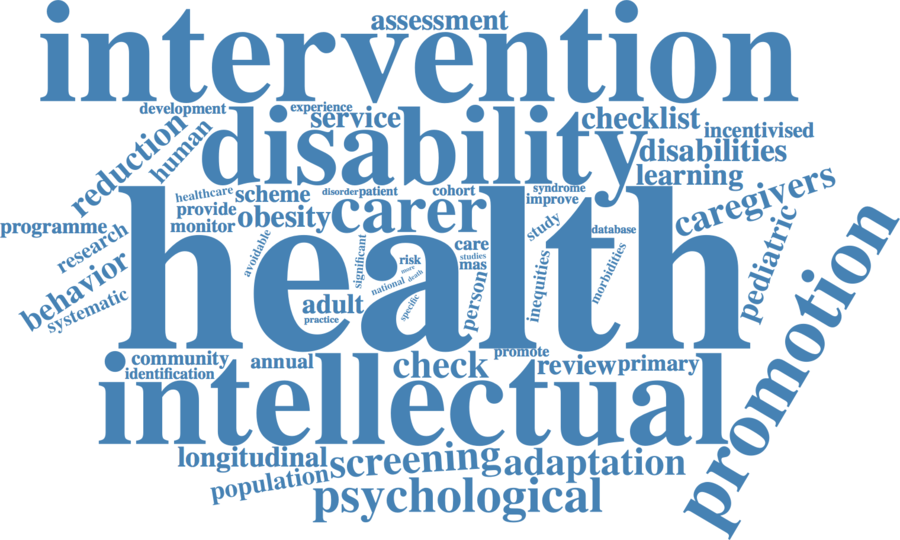 assessment
intervention
development
experience
service
checklist
incentivised
reduction
human
disability
disabilities
learning
healthcare
scheme
disorder
patient
cohort
syndrome
improve
caregivers
provide
obesity
carer
programme
monitor
research
avoidable
significant
risk
care
studies
mas
study
database
pediatric
behavior
systematic
health
more
national
death
specific
person
inequities
morbidities
adult
practice
promotion
community
identification
annual
check
promote
review
primary
intellectual
longitudinal
screening
adaptation
population
psychological